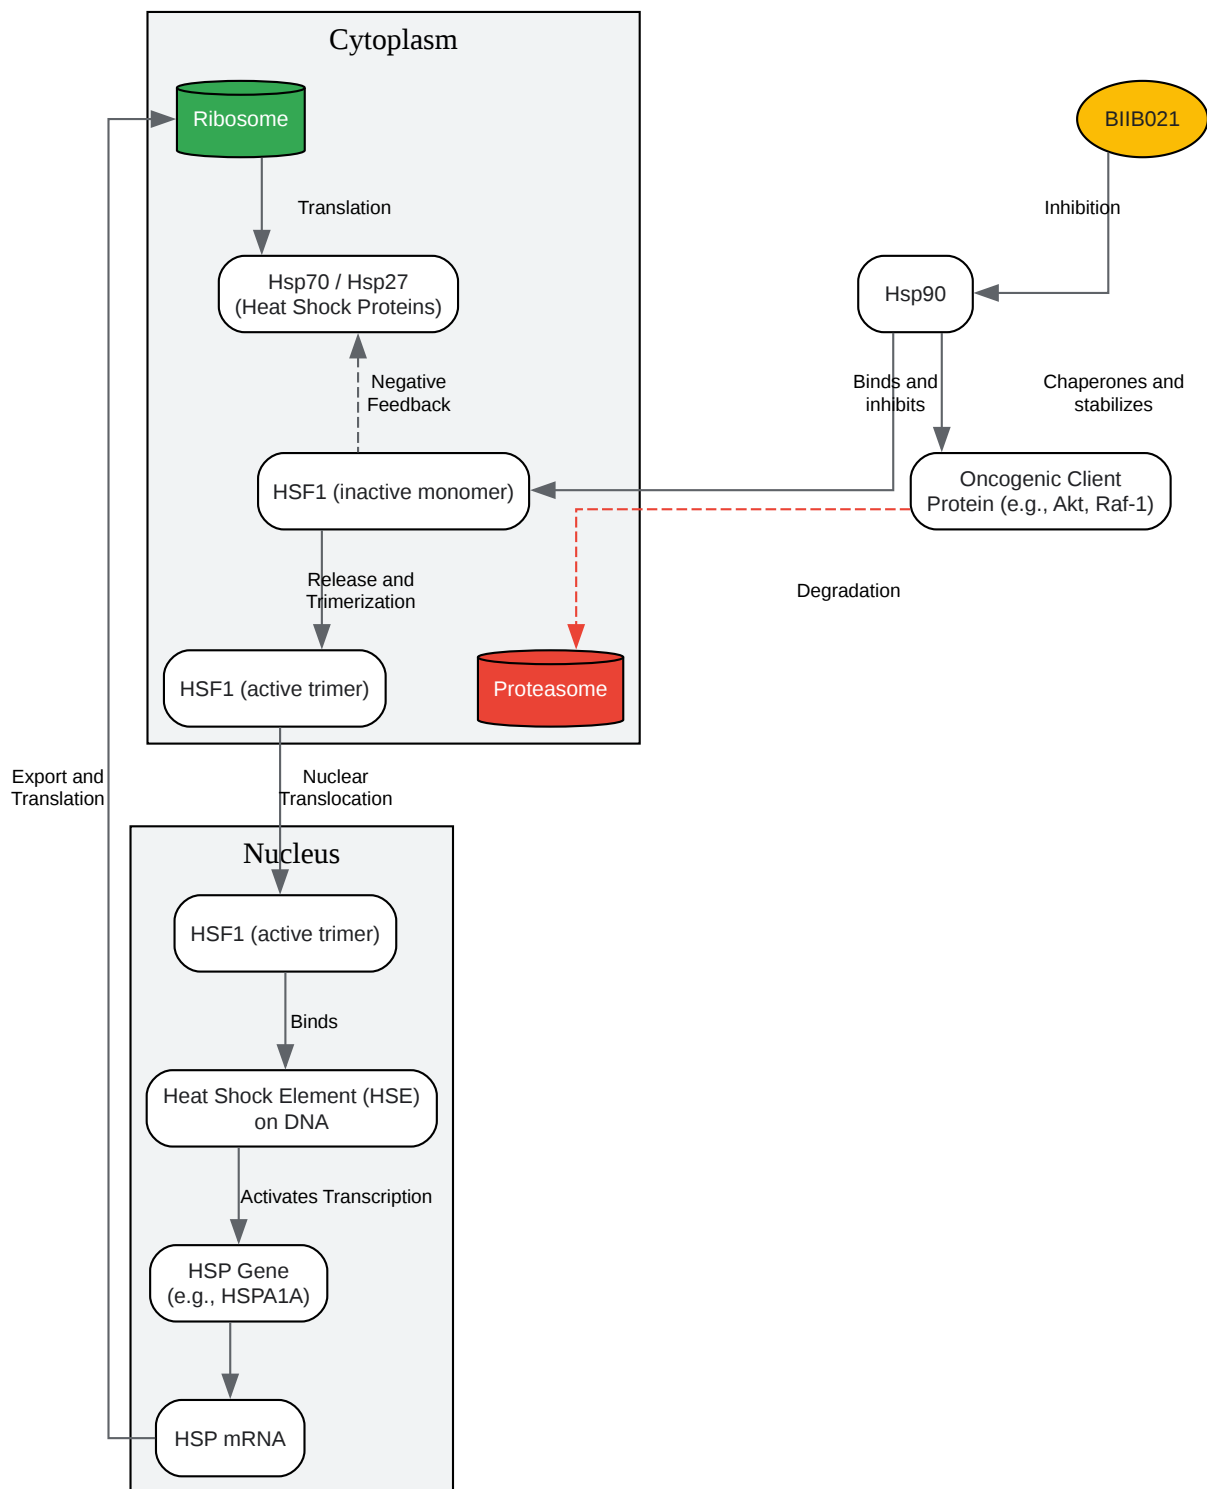 Cytoplasm
Ribosome
BIIB021
Translation
Inhibition
Hsp70 / Hsp27
(Heat Shock Proteins)
Hsp90
Negative
Feedback
Binds and
inhibits
Chaperones and
stabilizes
HSF1 (inactive monomer)
Oncogenic Client
Protein (e.g., Akt, Raf-1)
Release and
Trimerization
Degradation
HSF1 (active trimer)
Proteasome
Export and
Translation
Nuclear
Translocation
Nucleus
HSF1 (active trimer)
Binds
Heat Shock Element (HSE)
on DNA
Activates Transcription
HSP Gene
(e.g., HSPA1A)
HSP mRNA